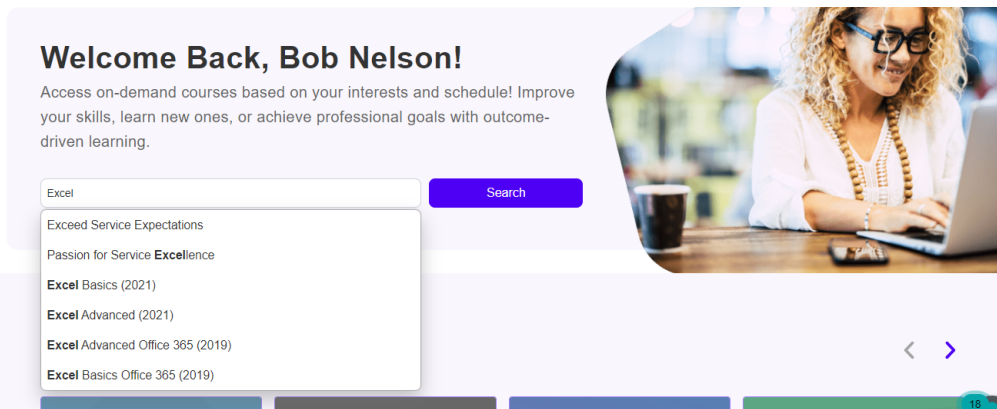 Welcome Back, Bob Nelson!
Access on-demand courses based on your interests and schedule! Improve
your skills, learn new ones, or achieve professional goals with outcome-
driven learning.
Excel
Search
Exceed Service Expectations
Passion for Service Excellence
Excel Basics (2021)
Excel Advanced (2021)
Excel Advanced Office 365 (2019)
Excel Basics Office 365 (2019)
18